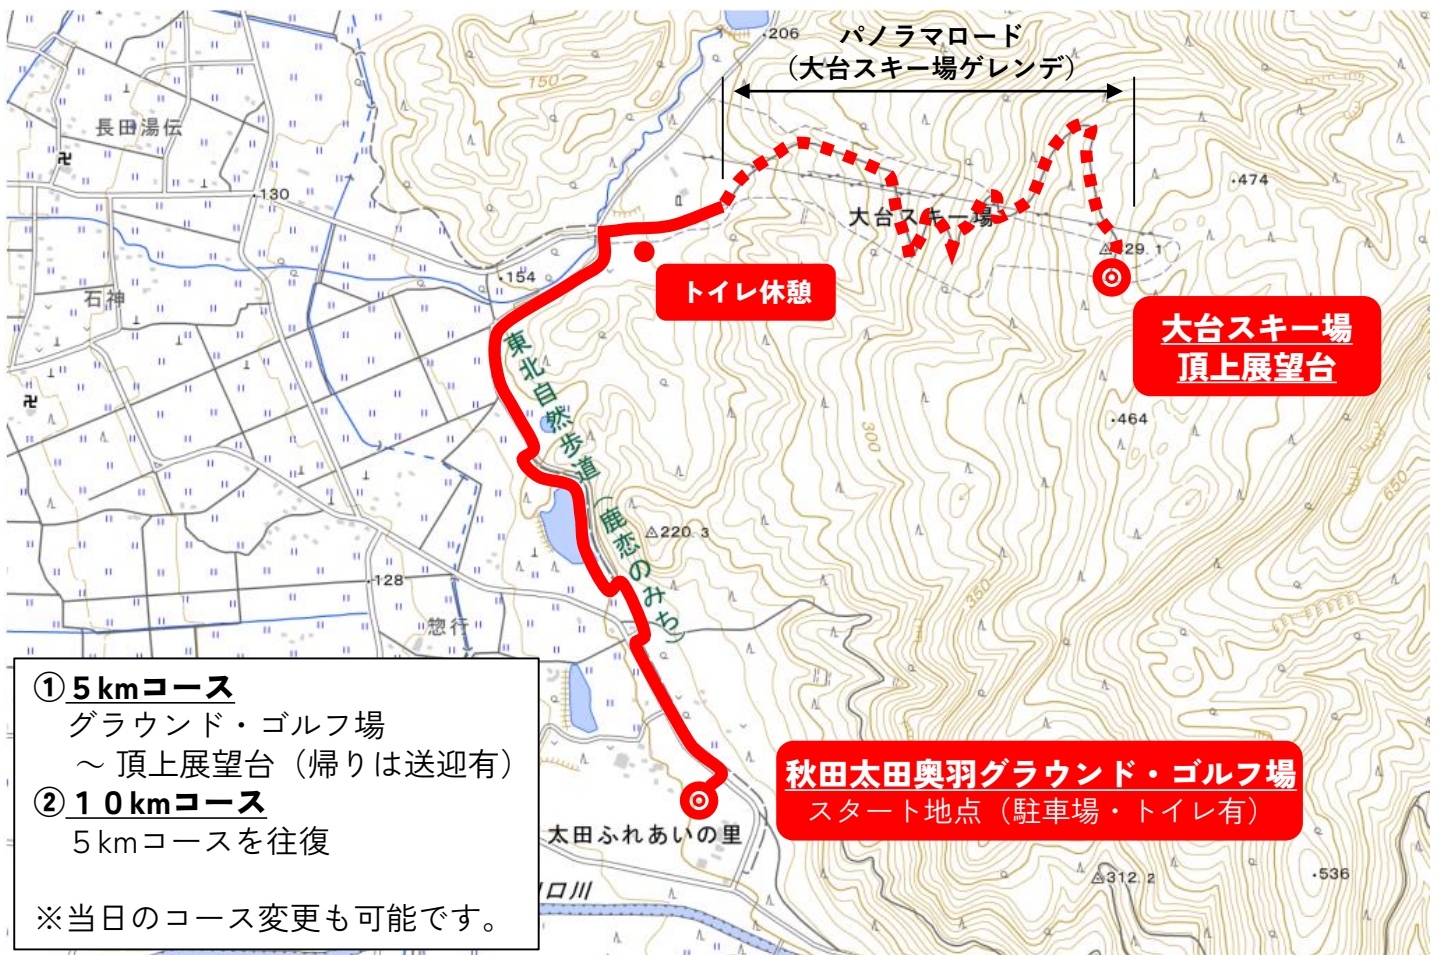 パノラマロード
（大台スキー場ゲレンデ）
・206
150
長田湯伝
・130
・474
大台スキー場
・154
石神
トイレ休憩
大台スキー場
頂上展望台
東北自然歩道（鹿恋のみち）
・464
300
650
220.3
350
・128
惣行
①５kmコース
グラウンド・ゴルフ場
～ 頂上展望台（帰りは送迎有）
②１０kmコース
５kmコースを往復
※当日のコース変更も可能です。
秋田太田奥羽グラウンド・ゴルフ場
スタート地点（駐車場・トイレ有）
太田ふれあいの里
口川
312.2
・536